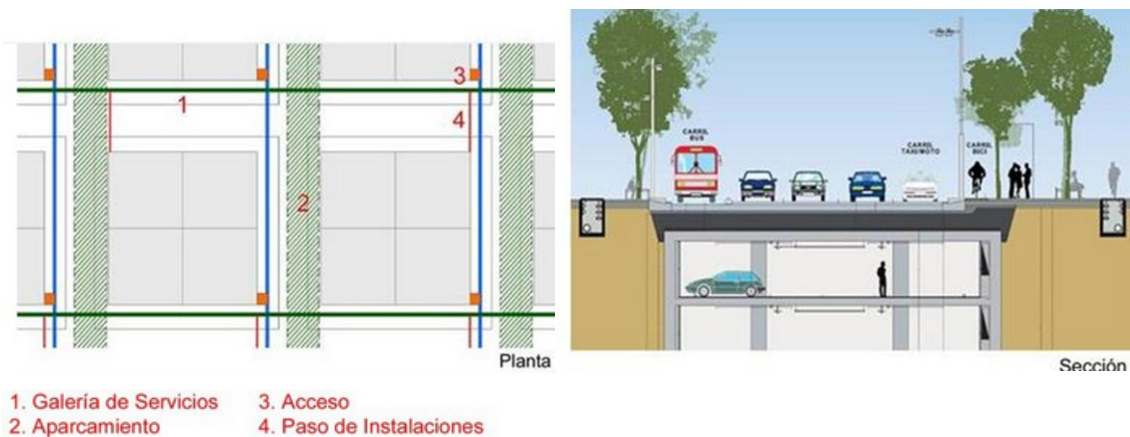 3
1
4
2
Planta
CARRIL
BUS
CARRIL
TAXI/MOTO
CARRIL
BICI
Sección
1. Galería de Servicios
3. Acceso
2. Aparcamiento
4. Paso de Instalaciones